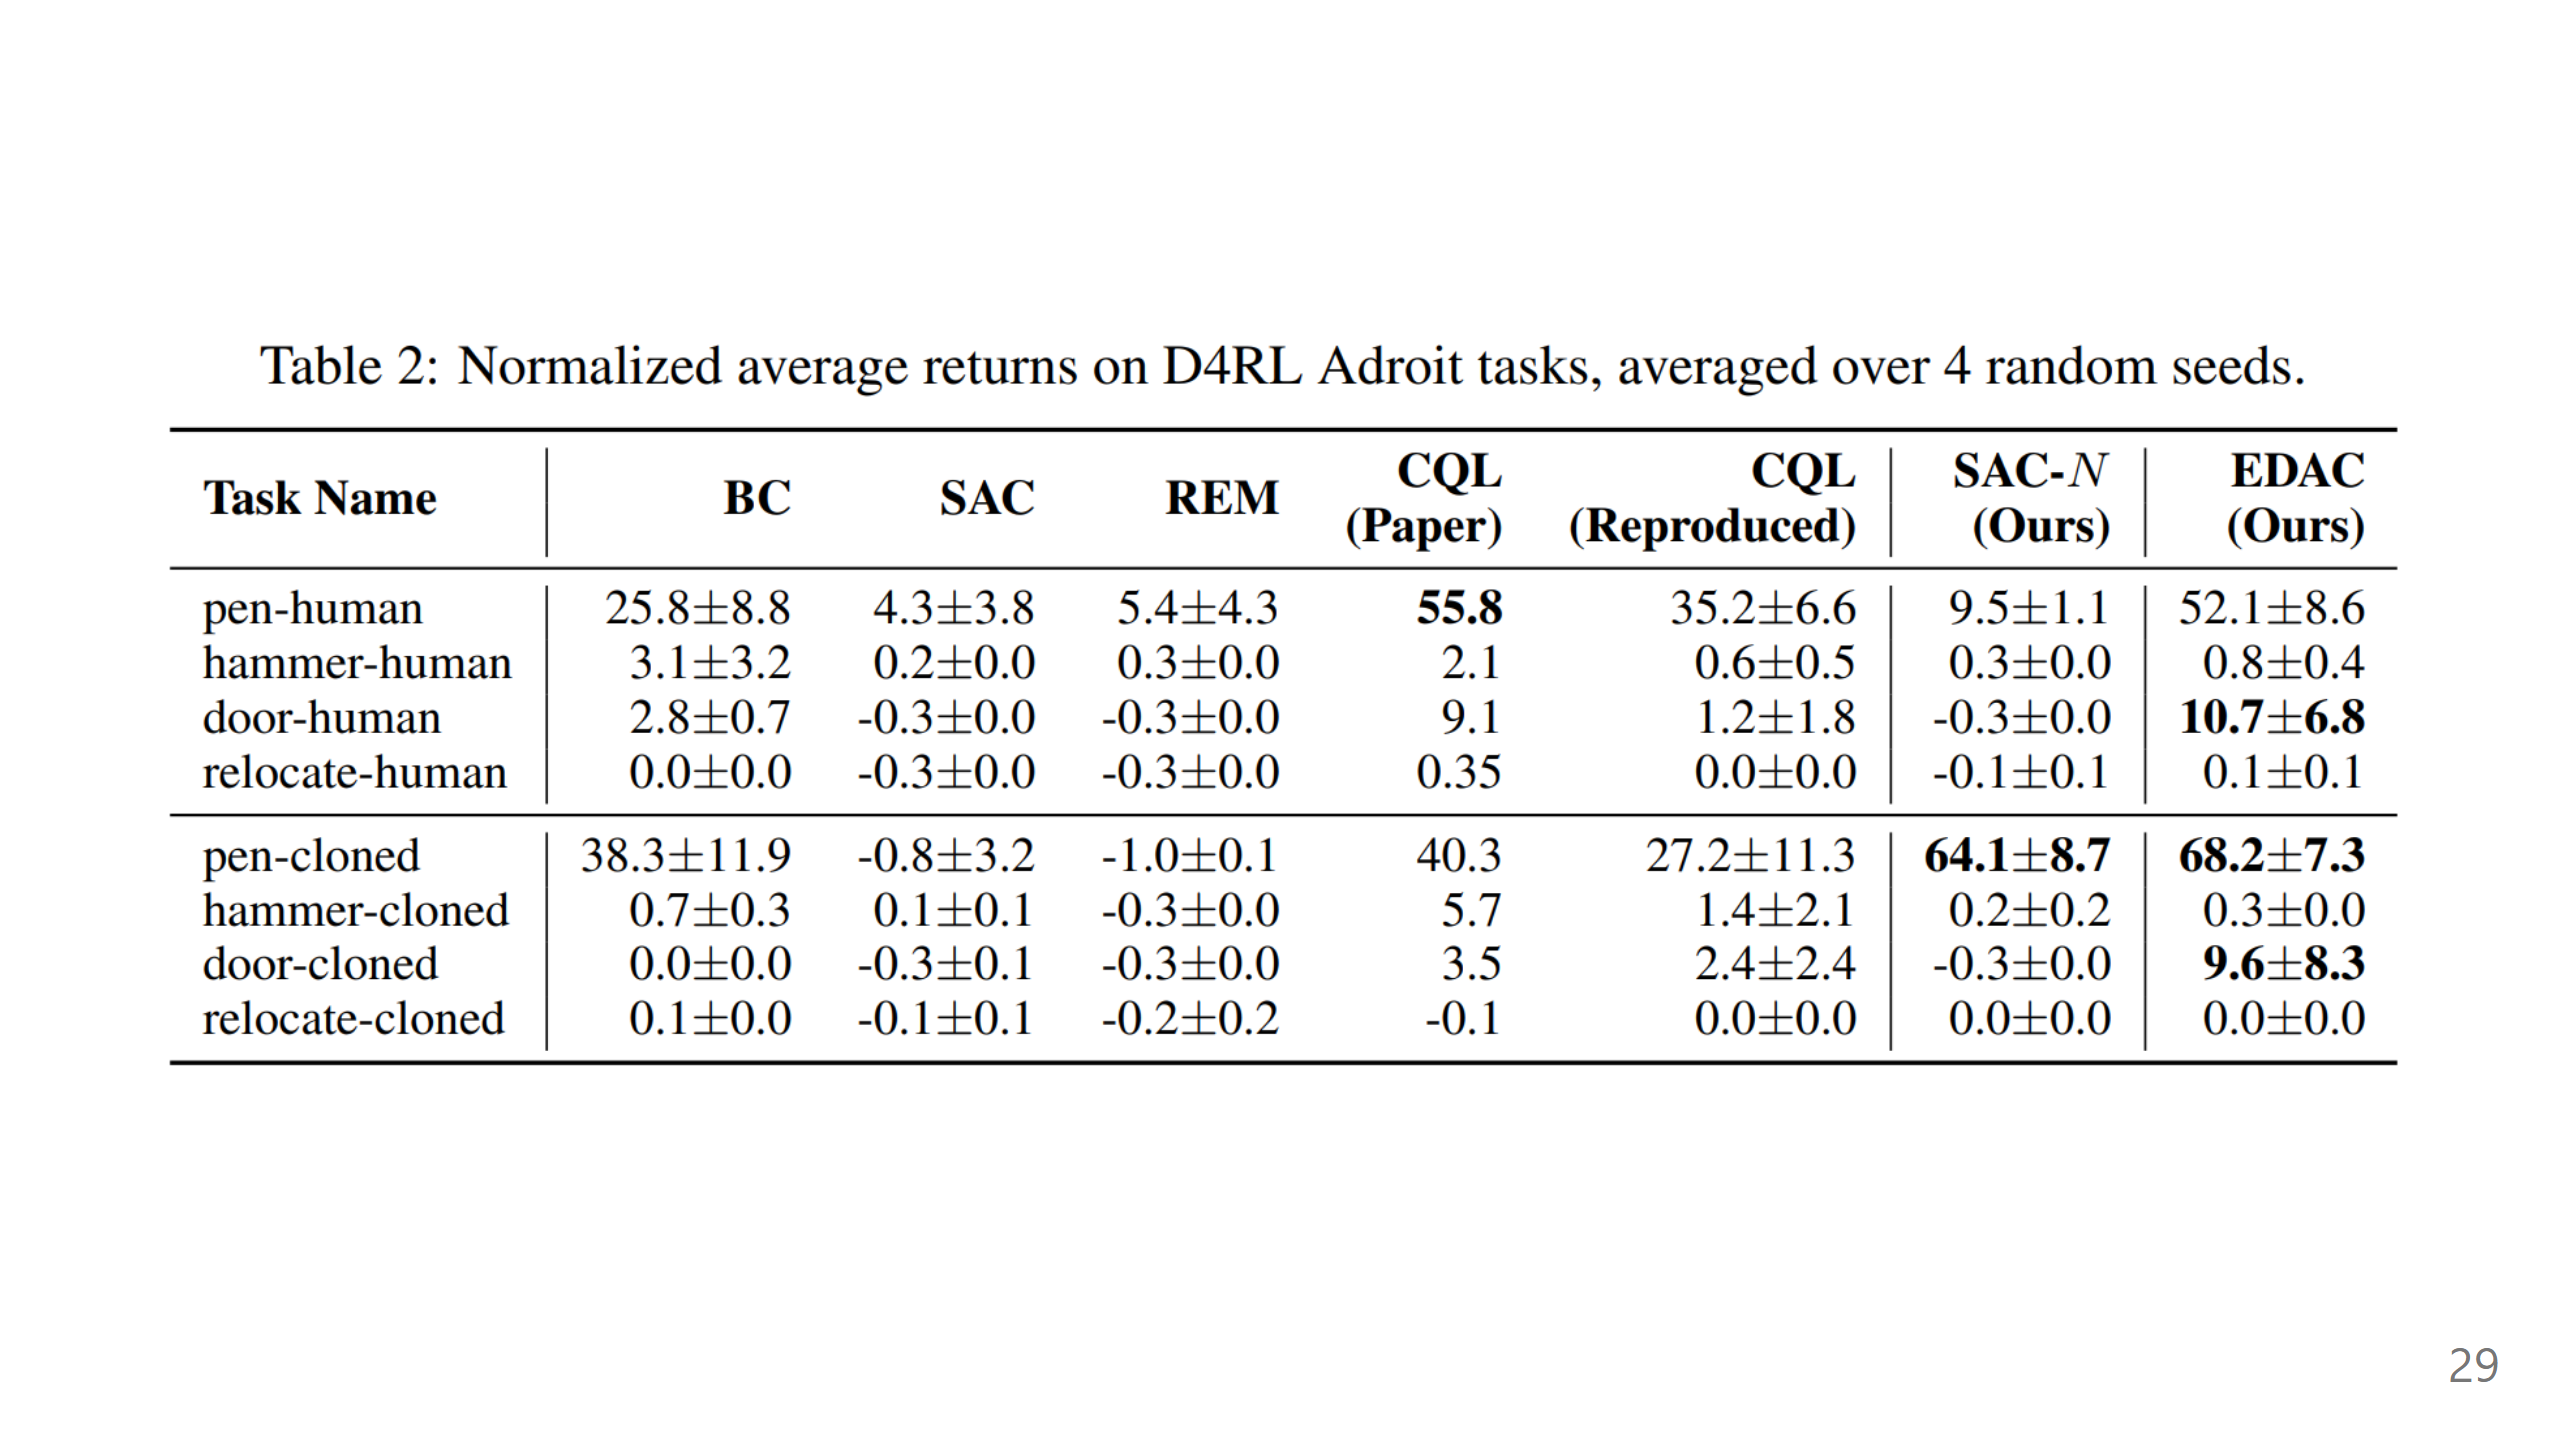 Table 2: Normalized average returns on D4RL Adroit tasks, averaged over 4 random seeds.
Task Name BC SAC REM CQL (Paper) CQL (Reproduced) SAC-N (Ours) EDAC (Ours)
pen-human 25.8±8.8 4.3±3.8 5.4±4.3 55.8 35.2±6.6 9.5±1.1 52.1±8.6
hammer-human 3.1±3.2 0.2±0.0 0.3±0.0 2.1 0.6±0.5 0.3±0.0 0.8±0.4
door-human 2.8±0.7 -0.3±0.0 -0.3±0.0 9.1 1.2±1.8 -0.3±0.0 10.7±6.8
relocate-human 0.0±0.0 -0.3±0.0 -0.3±0.0 0.35 0.0±0.0 -0.1±0.1 0.1±0.1
pen-cloned 38.3±11.9 -0.8±3.2 -1.0±0.1 40.3 27.2±11.3 64.1±8.7 68.2±7.3
hammer-cloned 0.7±0.3 0.1±0.1 -0.3±0.0 5.7 1.4±2.1 0.2±0.2 0.3±0.0
door-cloned 0.0±0.0 -0.3±0.1 -0.3±0.0 3.5 2.4±2.4 -0.3±0.0 9.6±8.3
relocate-cloned 0.1±0.0 -0.1±0.1 -0.2±0.2 -0.1 0.0±0.0 0.0±0.0 0.0±0.0
29